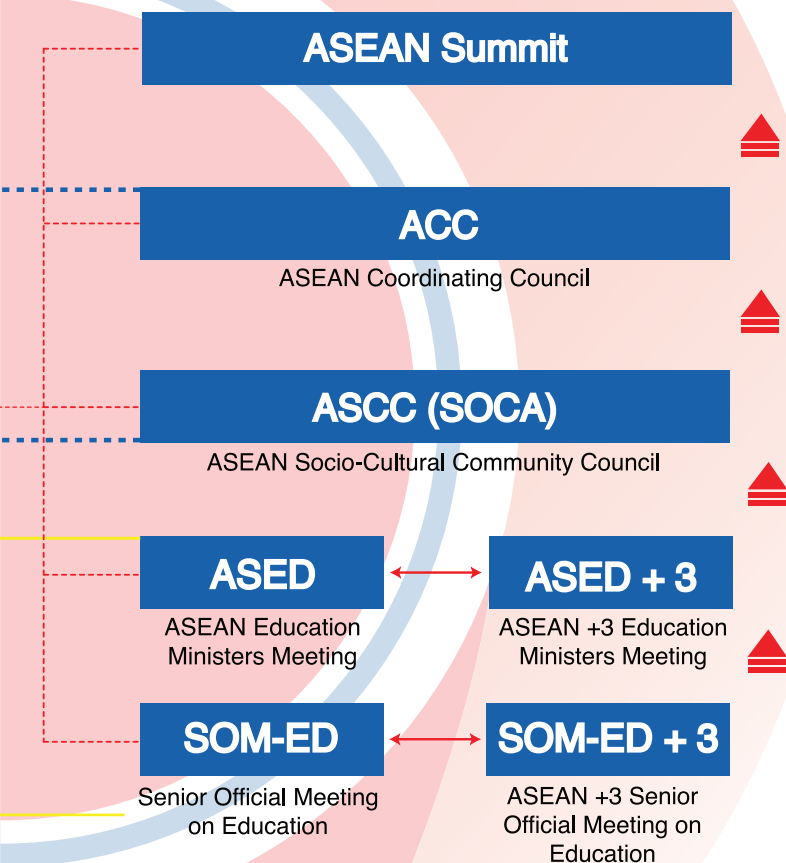 ASEAN Summit
ACC
ASEAN Coordinating Council
ASCC (SOCA)
ASEAN Socio-Cultural Community Council
ASED
ASEAN Education
Ministers Meeting
ASED + 3
ASEAN +3 Education
Ministers Meeting
SOM-ED
Senior Official Meeting
on Education
SOM-ED + 3
ASEAN +3 Senior
Official Meeting on
Education